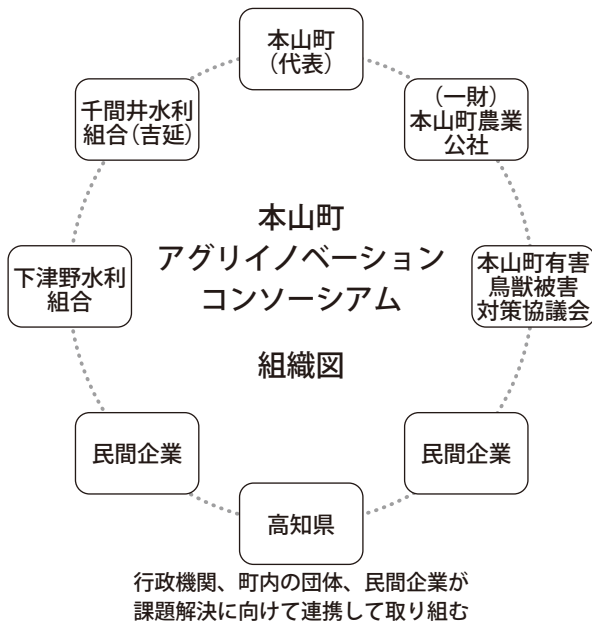 本山町
（代表）
千間井水利
組合（吉延）
（一財）
本山町農業
公社
本山町
アグリイノベーション
コンソーシアム
組織図
下津野水利
組合
本山町有害
鳥獣被害
対策協議会
民間企業
民間企業
高知県
行政機関、町内の団体、民間企業が
課題解決に向けて連携して取り組む